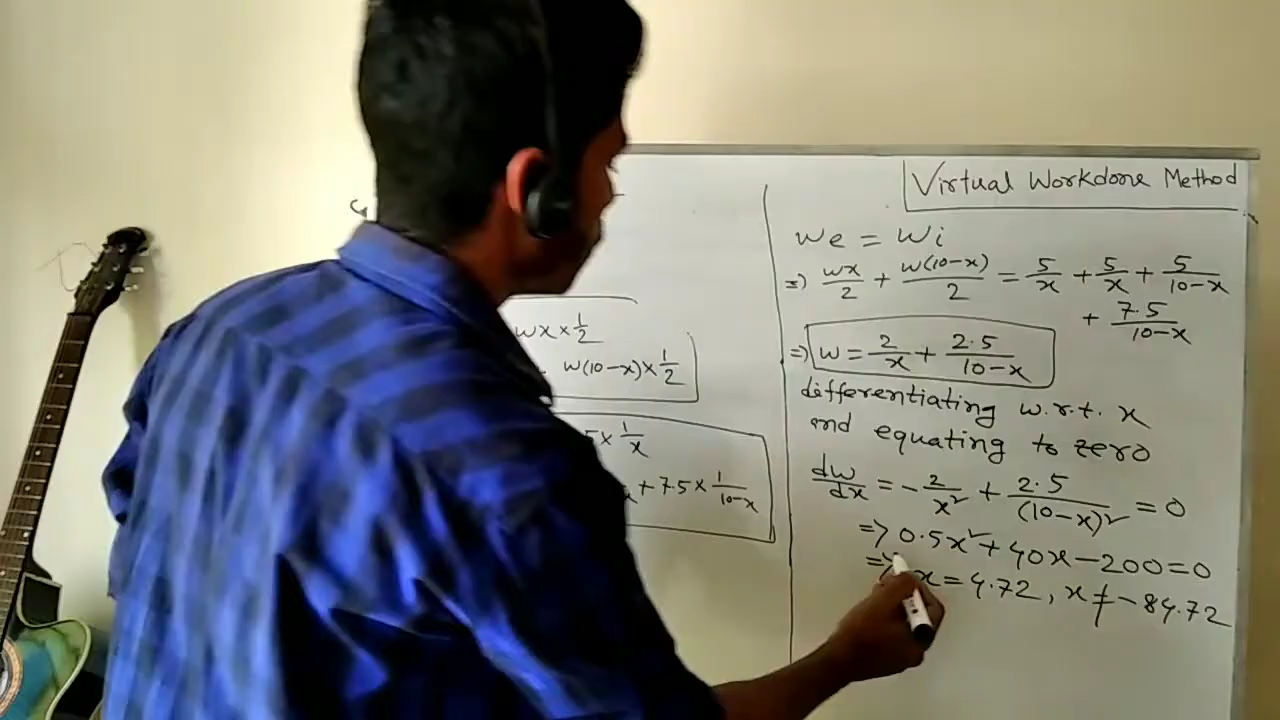 wx × 1/2
w(10-x) × 1/2
5 × 1/x
+ 7.5 × 1/10-x
Virtual Workdone Method
We = Wi
=) wx/2 + w(10-x)/2 = 5/x + 5/x + 5/10-x
+ 7.5/10-x
=) w = 2/x + 2.5/10-x
differentiating w.r.t. x
and equating to zero
dw/dx = -2/x² + 2.5/(10-x)² = 0
=> 0.5x² + 40x - 200 = 0
=> x = 4.72, x ≠ -84.72